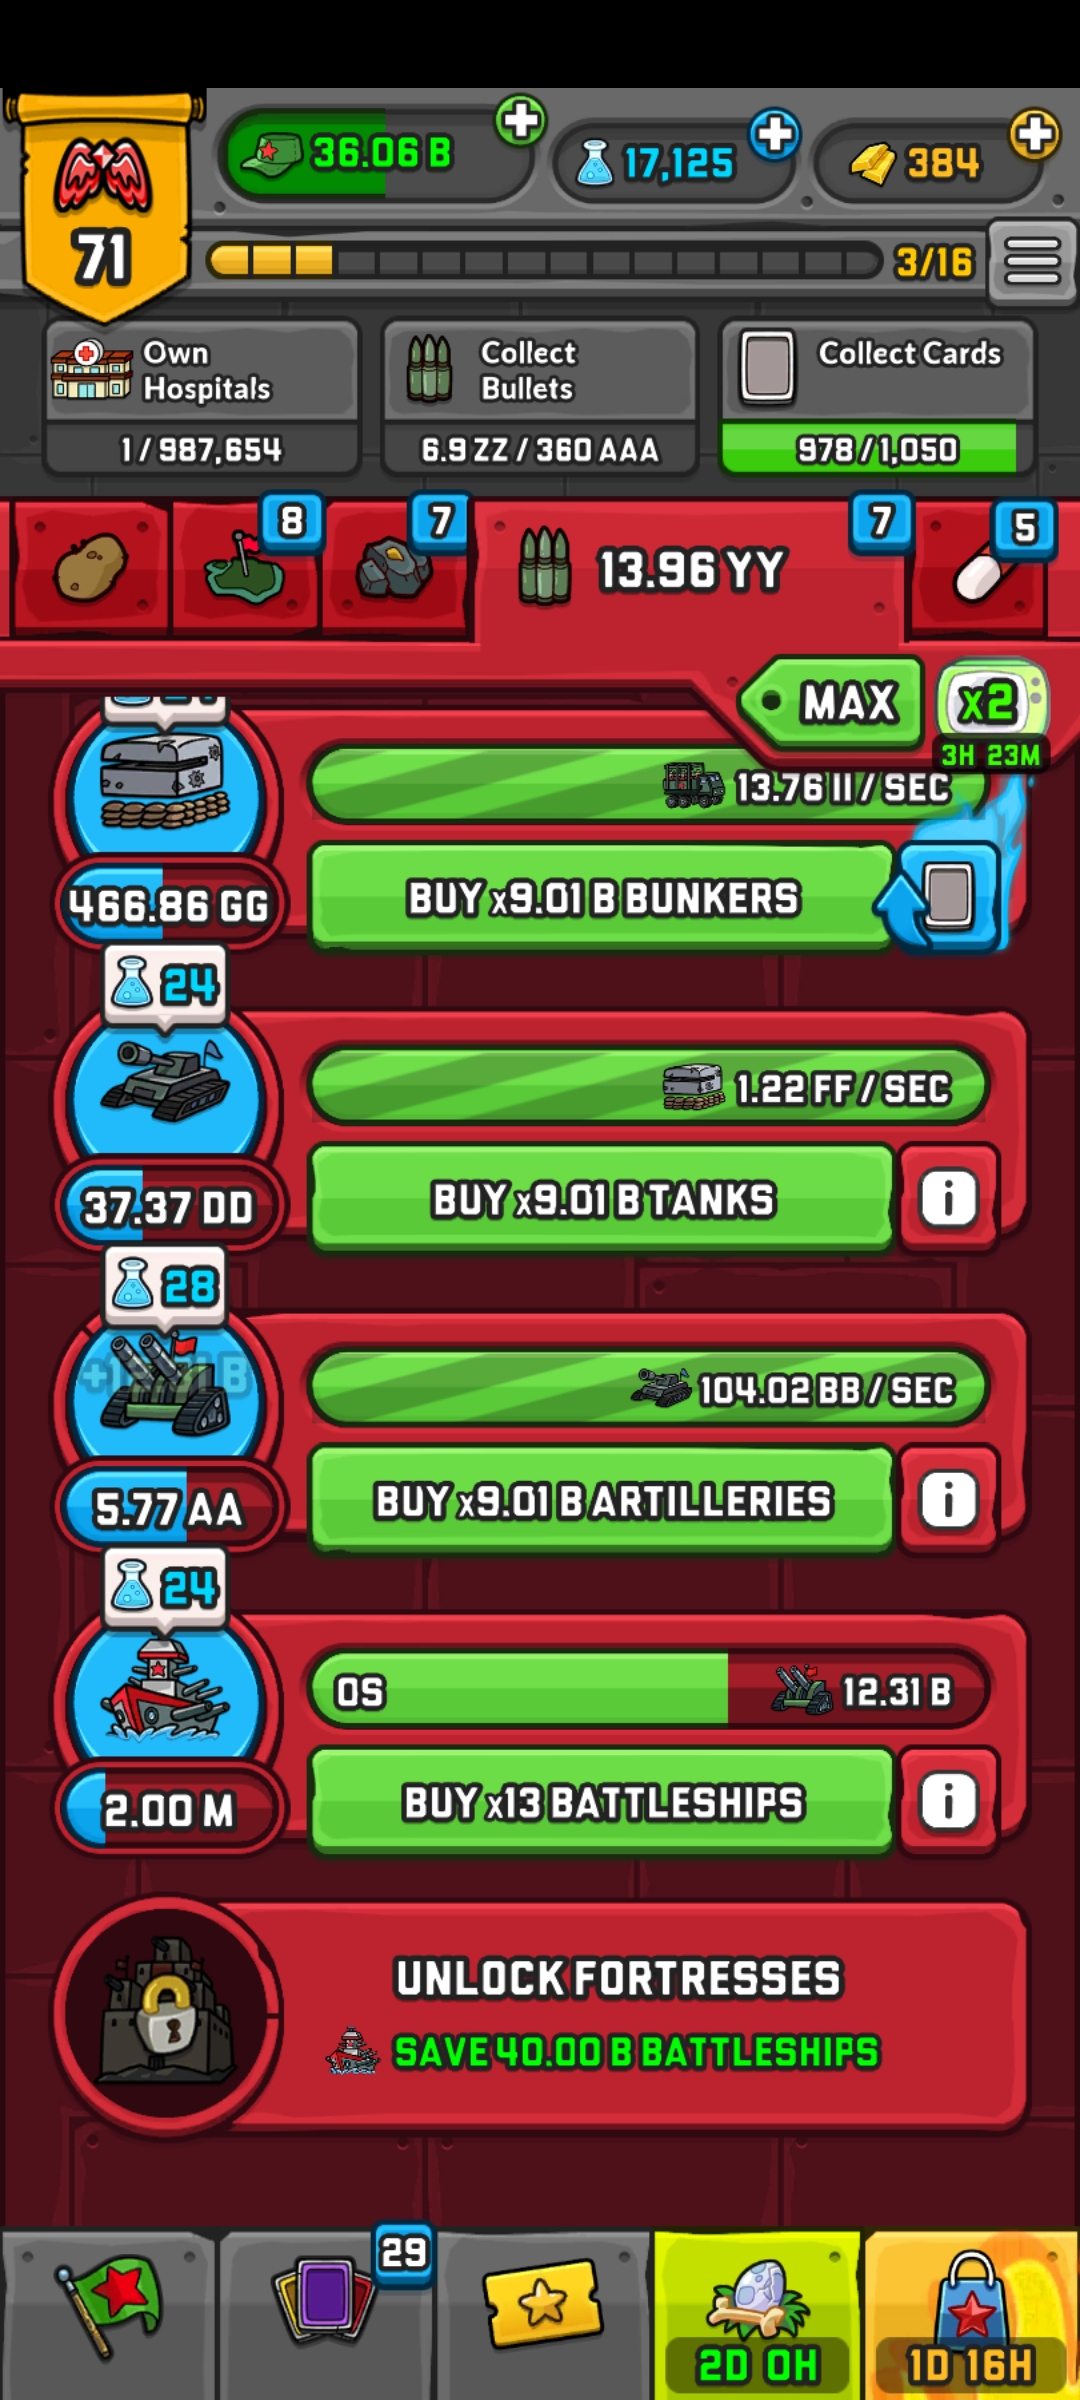 36.06 B
17,125
384
71
3/16
Own
Hospitals
1 / 987,654
Collect
Bullets
6.9 ZZ / 360 AAA
Collect Cards
978 / 1,050
8
7
13.96 YY
7
5
MAX
x2
3H 23M
13.76 II / SEC
466.86 GG
BUY x9.01 B BUNKERS
24
1.22 FF / SEC
37.37 DD
BUY x9.01 B TANKS
28
104.02 BB / SEC
5.77 AA
BUY x9.01 B ARTILLERIES
24
0S
12.31 B
2.00 M
BUY x13 BATTLESHIPS
UNLOCK FORTRESSES
SAVE 40.00 B BATTLESHIPS
29
2D 0H
1D 16H